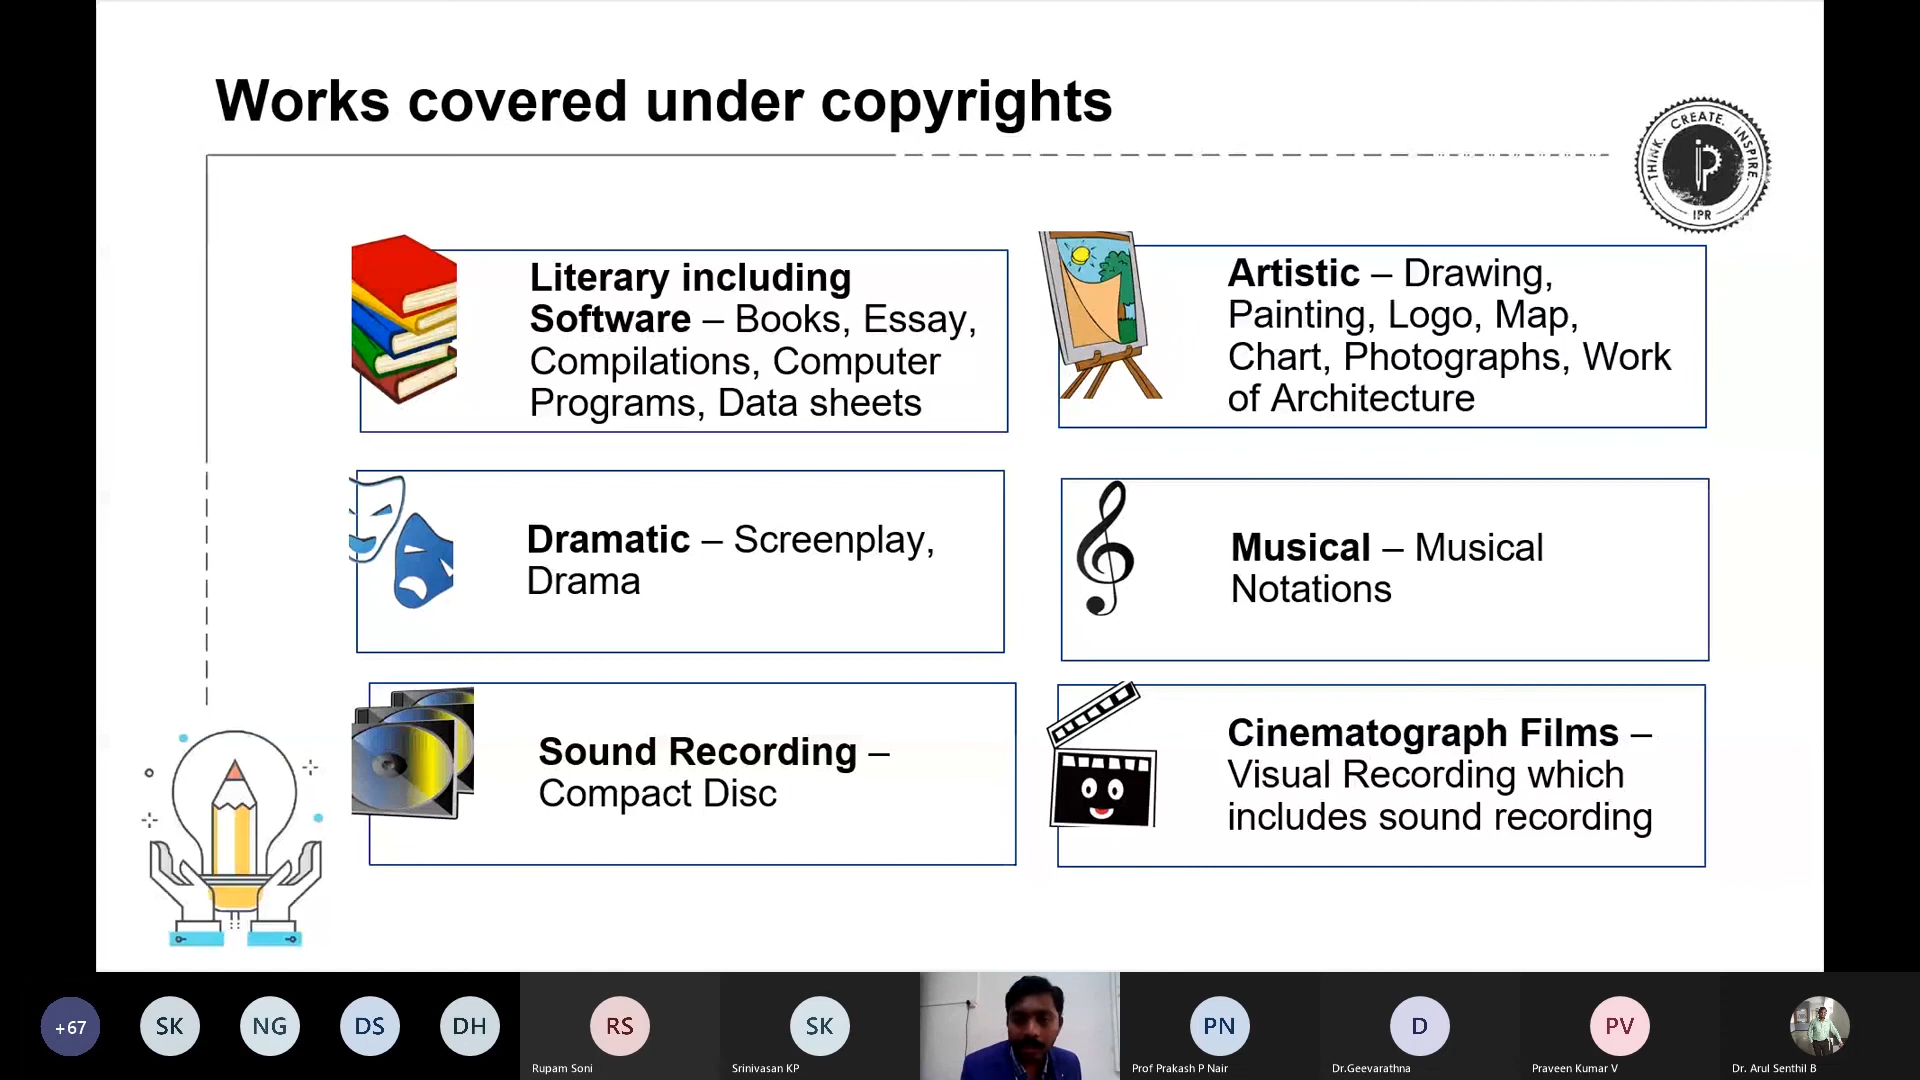 Works covered under copyrights
THINK. CREATE. INSPIRE.
IPR
Literary including
Software – Books, Essay,
Compilations, Computer
Programs, Data sheets
Artistic – Drawing,
Painting, Logo, Map,
Chart, Photographs, Work
of Architecture
Dramatic – Screenplay,
Drama
Musical – Musical
Notations
Sound Recording –
Compact Disc
Cinematograph Films –
Visual Recording which
includes sound recording
+67
SK
NG
DS
DH
RS
Rupam Soni
SK
Srinivasan KP
PN
Prof Prakash P Nair
D
Dr.Geevarathna
PV
Praveen Kumar V
Dr. Arul Senthil B